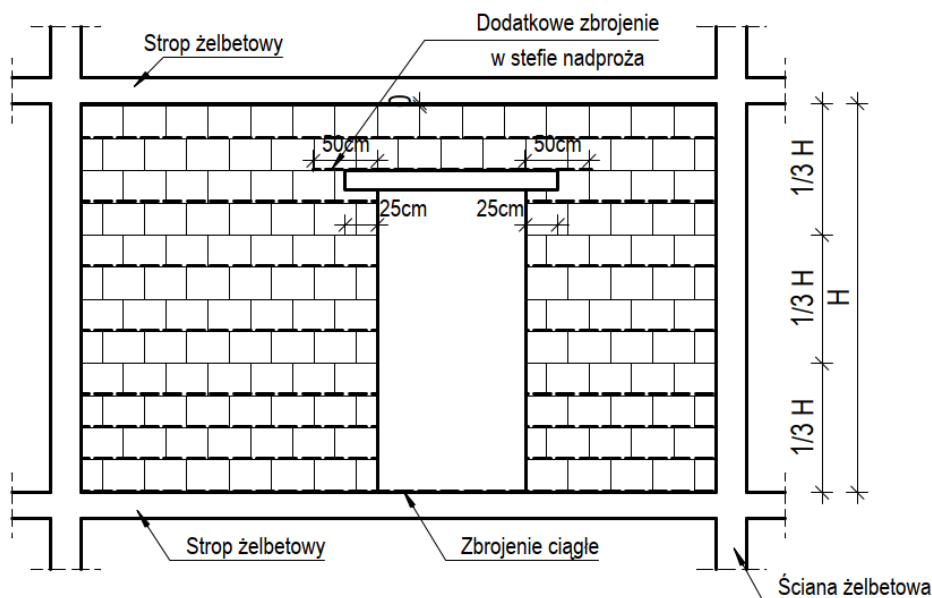 Dodatkowe zbrojenie
w stefie nadproża
Strop żelbetowy
50cm
50cm
25cm
25cm
1/3 H
1/3 H
1/3 H
H
Strop żelbetowy
Zbrojenie ciągłe
Ściana żelbetowa